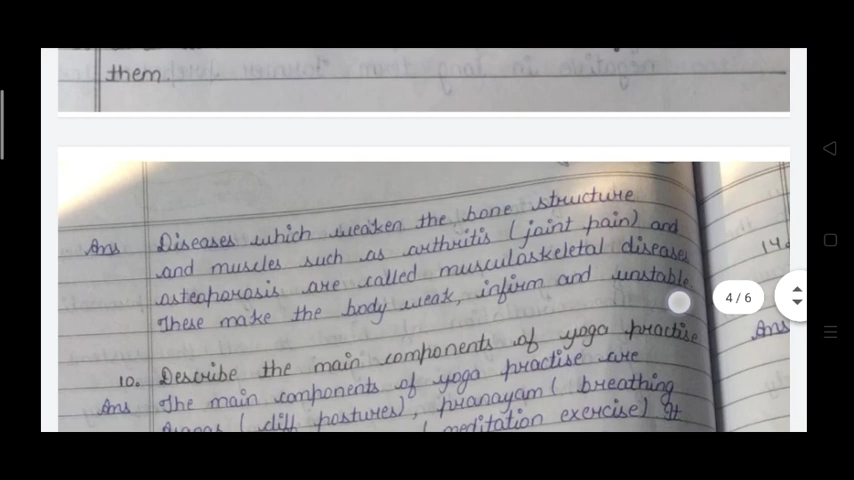 them.
Ans Diseases which weaken the bone structure
and muscles such as arthritis (joint pain) and
osteoporosis are called musculoskeletal diseases
These make the body weak, infirm and unstable.
10. Describe the main components of yoga practise
Ans The main components of yoga practise are
(diff postures), pranayam (breathing
(meditation exercise) It
14.
Ans
4 / 6